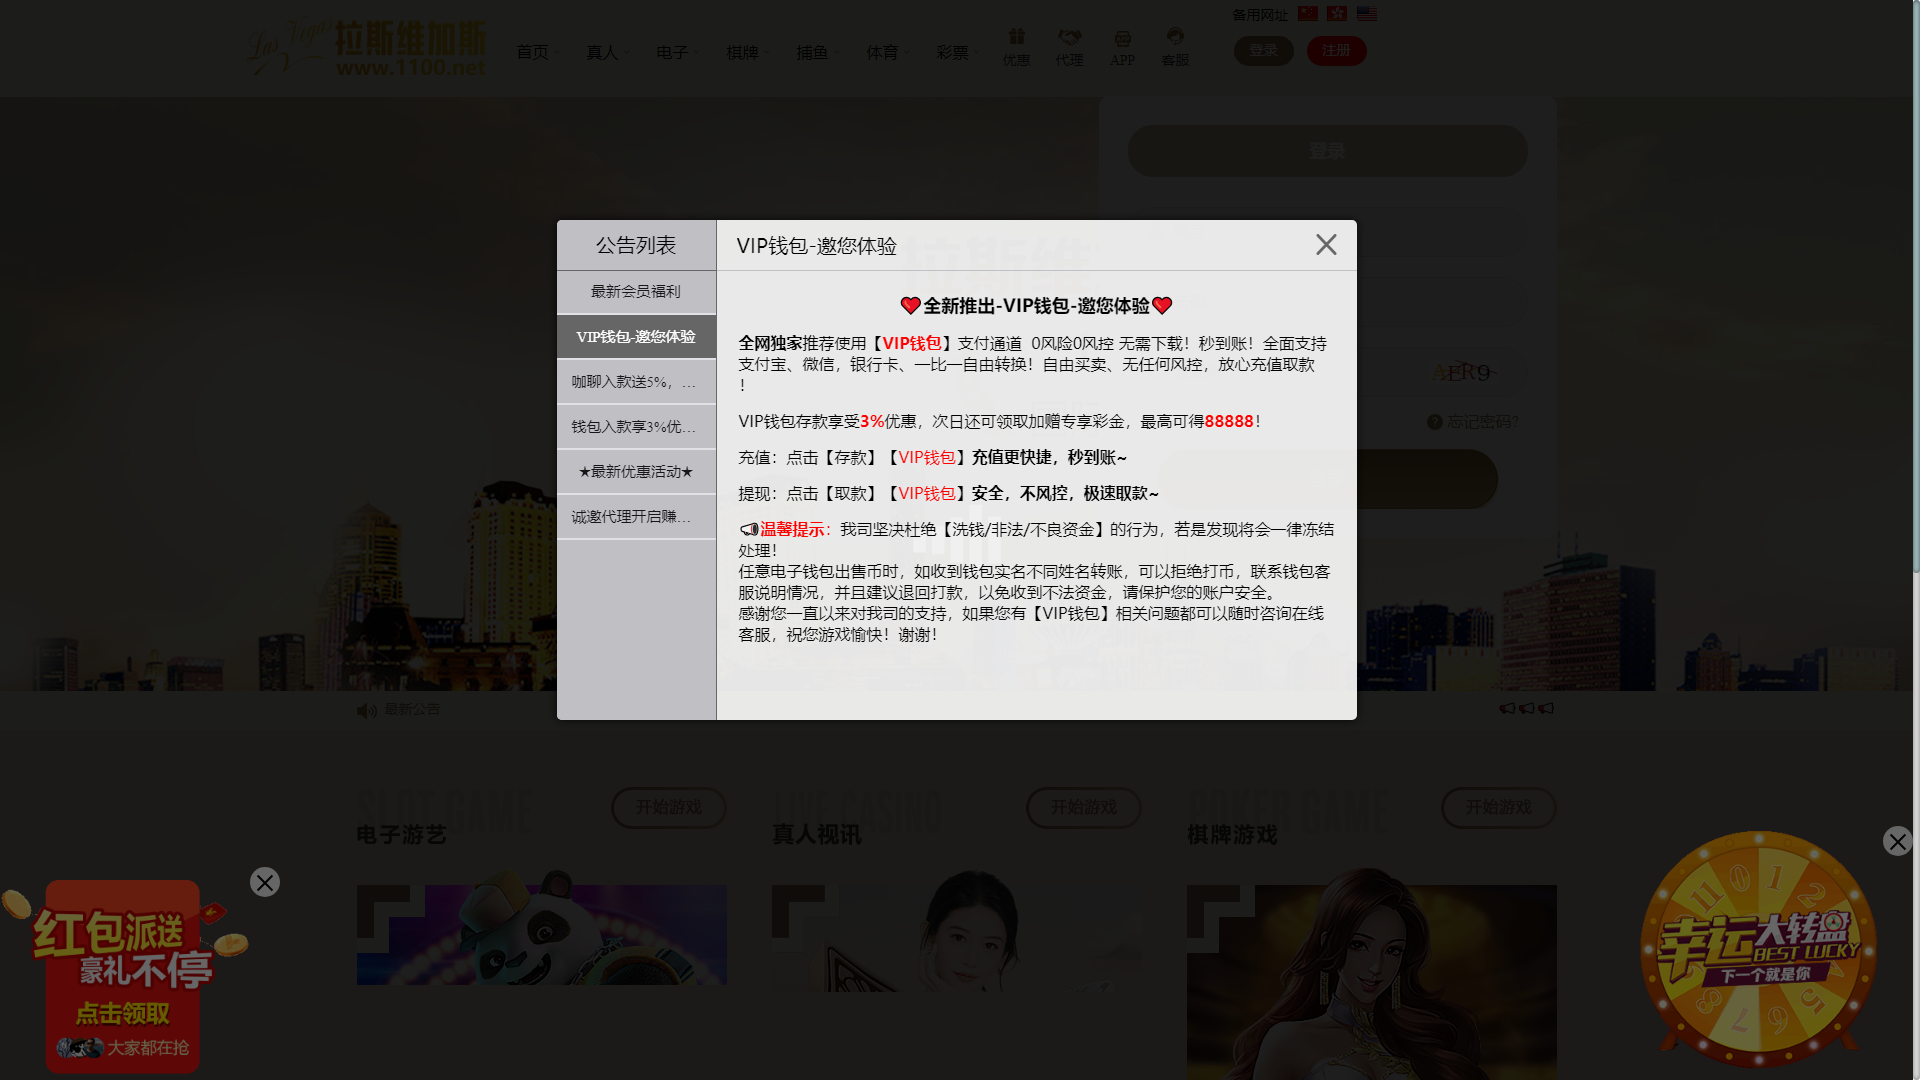 备用网址
Las Vegas 拉斯维加斯
www.1100.net
首页
真人
电子
棋牌
捕鱼
体育
彩票
优惠
代理
APP
客服
登录
注册
登录
公告列表
最新会员福利
VIP钱包-邀您体验
咖聊入款送5%，...
钱包入款享3%优...
★最新优惠活动★
诚邀代理开启赚...
VIP钱包-邀您体验
全新推出-VIP钱包-邀您体验
全网独家推荐使用【VIP钱包】支付通道 0风险0风控 无需下载！秒到账！全面支持
支付宝、微信，银行卡、一比一自由转换！自由买卖、无任何风控，放心充值取款
！
VIP钱包存款享受3%优惠，次日还可领取加赠专享彩金，最高可得88888！
充值：点击【存款】【VIP钱包】充值更快捷，秒到账~
提现：点击【取款】【VIP钱包】安全，不风控，极速取款~
温馨提示：我司坚决杜绝【洗钱/非法/不良资金】的行为，若是发现将会一律冻结
处理！
任意电子钱包出售币时，如收到钱包实名不同姓名转账，可以拒绝打币，联系钱包客
服说明情况，并且建议退回打款，以免收到不法资金，请保护您的账户安全。
感谢您一直以来对我司的支持，如果您有【VIP钱包】相关问题都可以随时咨询在线
客服，祝您游戏愉快！谢谢！
AER9
忘记密码?
最新公告
SLOT GAME
电子游艺
开始游戏
LIVE CASINO
真人视讯
开始游戏
POKER GAME
棋牌游戏
开始游戏
红包派送
豪礼不停
点击领取
大家都在抢
幸运大转盘
BEST LUCKY
下一个就是你